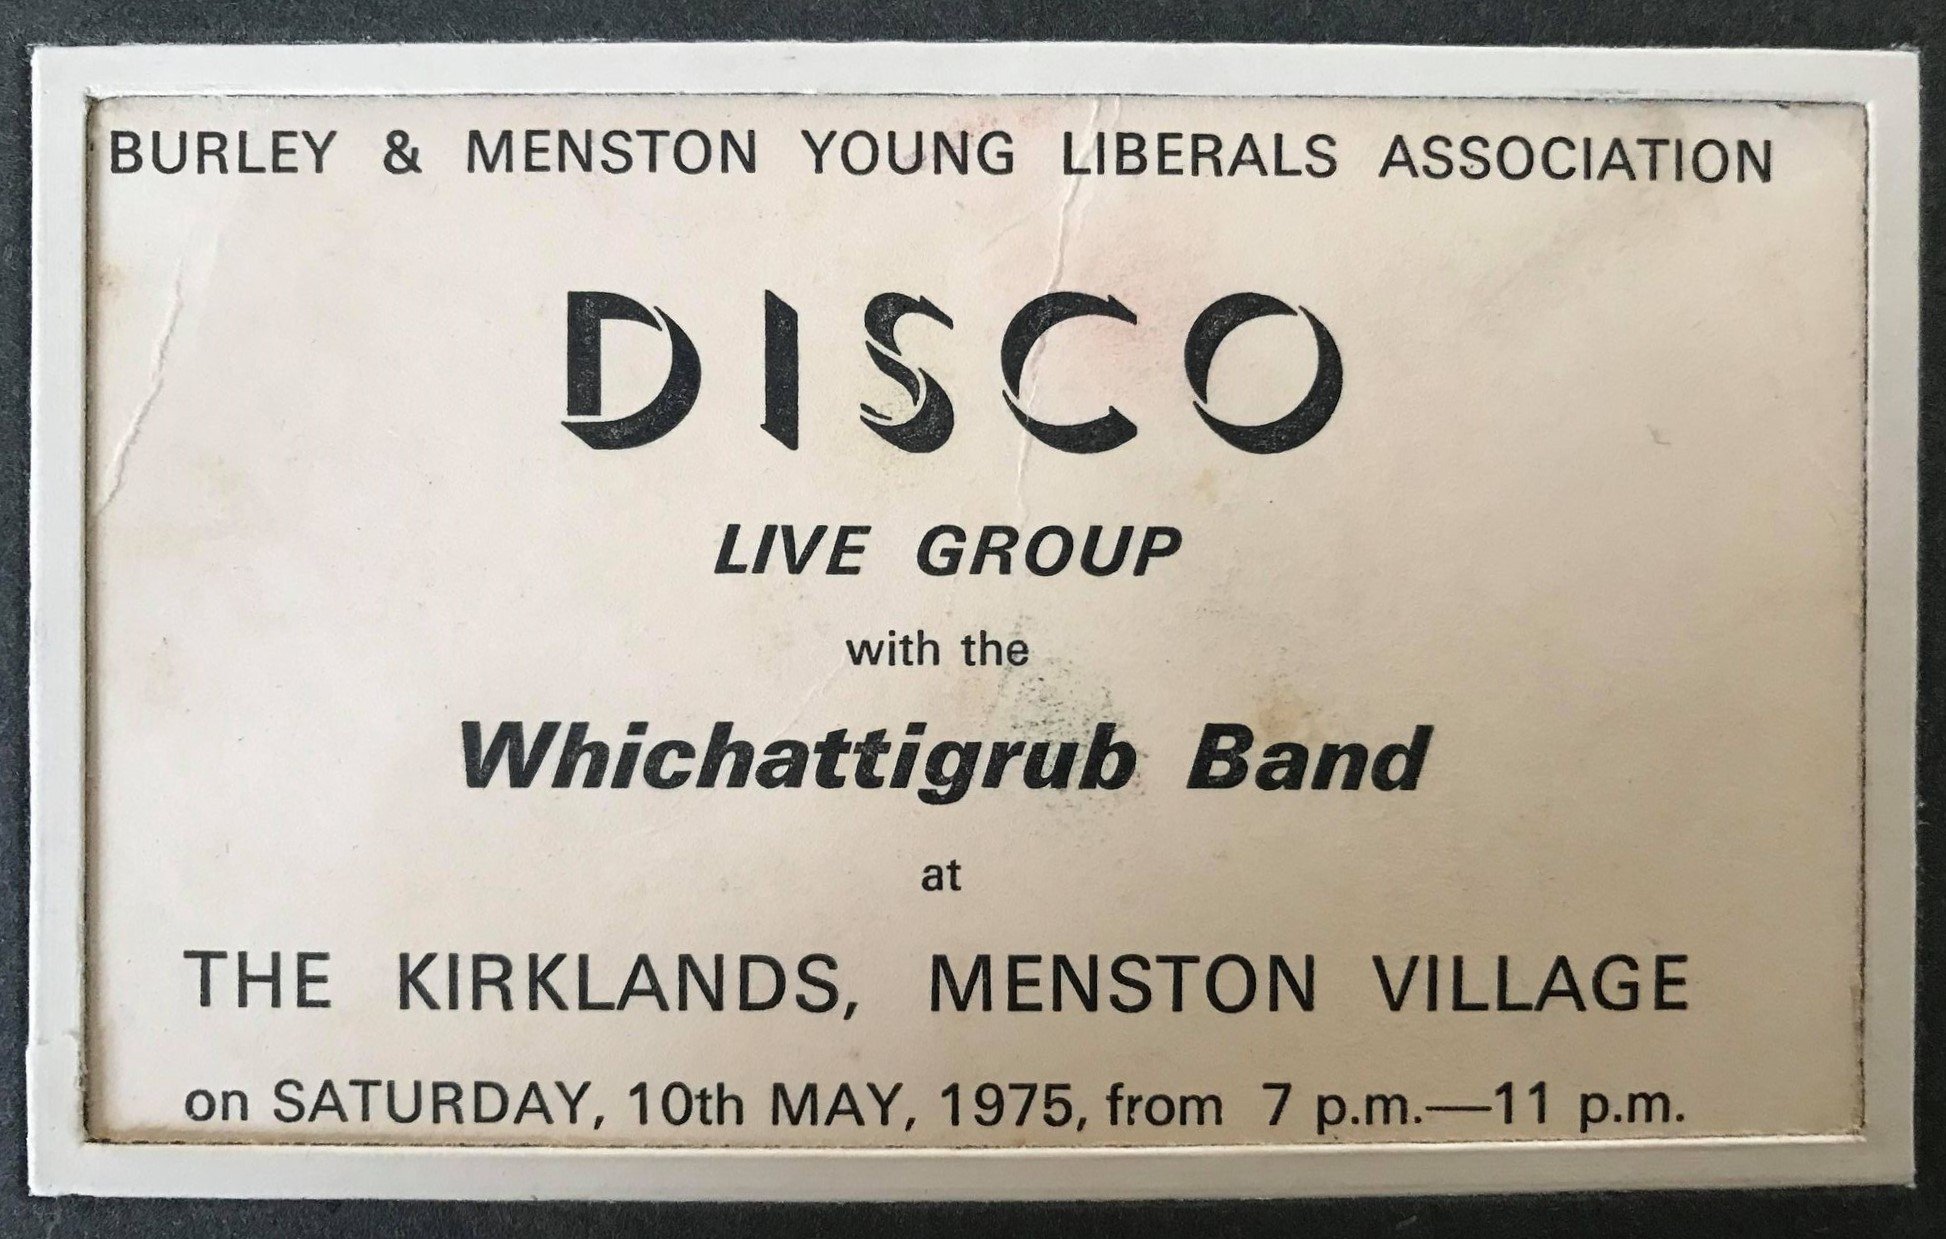 BURLEY & MENSTON YOUNG LIBERALS ASSOCIATION
DISCO
LIVE GROUP
with the
Whichattigrub Band
at
THE KIRKLANDS, MENSTON VILLAGE
on SATURDAY, 10th MAY, 1975, from 7 p.m.—11 p.m.